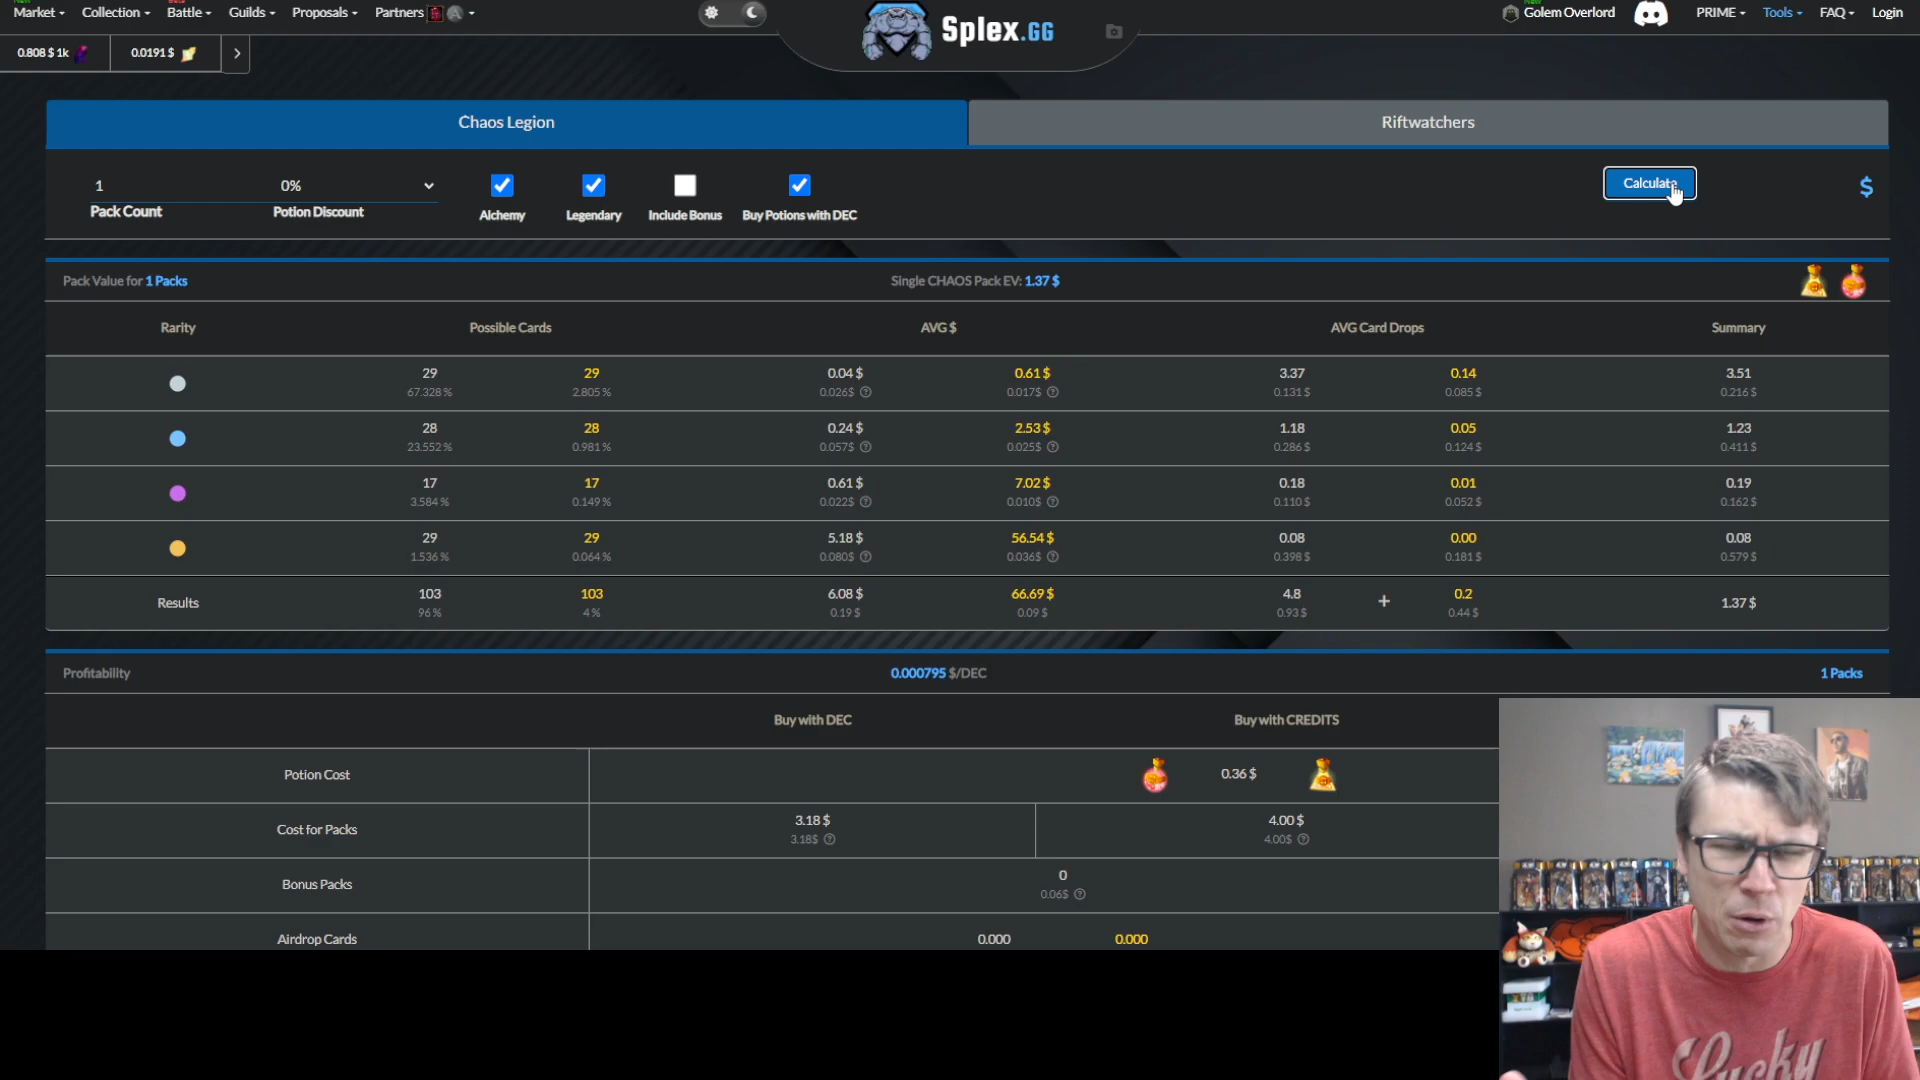 Market Collection Battle Guilds Proposals Partners
Splex.GG
Golem Overlord PRIME Tools FAQ Login
0.808 $ 1k 0.0191 $
Chaos Legion Riftwatchers
1 0%
Pack Count Potion Discount
Alchemy Legendary Include Bonus Buy Potions with DEC
Calculate $
Pack Value for 1 Packs Single CHAOS Pack EV: 1.37 $
Rarity Possible Cards AVG $ AVG Card Drops Summary
29 29 0.04 $ 0.61 $ 3.37 0.14 3.51
67.328 % 2.805 % 0.026$ 0.017$ 0.131 $ 0.085 $ 0.216 $
28 28 0.24 $ 2.53 $ 1.18 0.05 1.23
23.552 % 0.981 % 0.057$ 0.025$ 0.286 $ 0.124 $ 0.411 $
17 17 0.61 $ 7.02 $ 0.18 0.01 0.19
3.584 % 0.149 % 0.022$ 0.010$ 0.110 $ 0.052 $ 0.162 $
29 29 5.18 $ 56.54 $ 0.08 0.00 0.08
1.536 % 0.064 % 0.080$ 0.036$ 0.398 $ 0.181 $ 0.579 $
Results 103 103 6.08 $ 66.69 $ 4.8 + 0.2 1.37 $
96 % 4 % 0.19 $ 0.09 $ 0.93 $ 0.44 $
Profitability 0.000795 $/DEC 1 Packs
Buy with DEC Buy with CREDITS
Potion Cost 0.36 $
Cost for Packs 3.18 $ 4.00 $
3.18$ 4.00$
Bonus Packs 0
0.06$
Airdrop Cards 0.000 0.000
Lucky